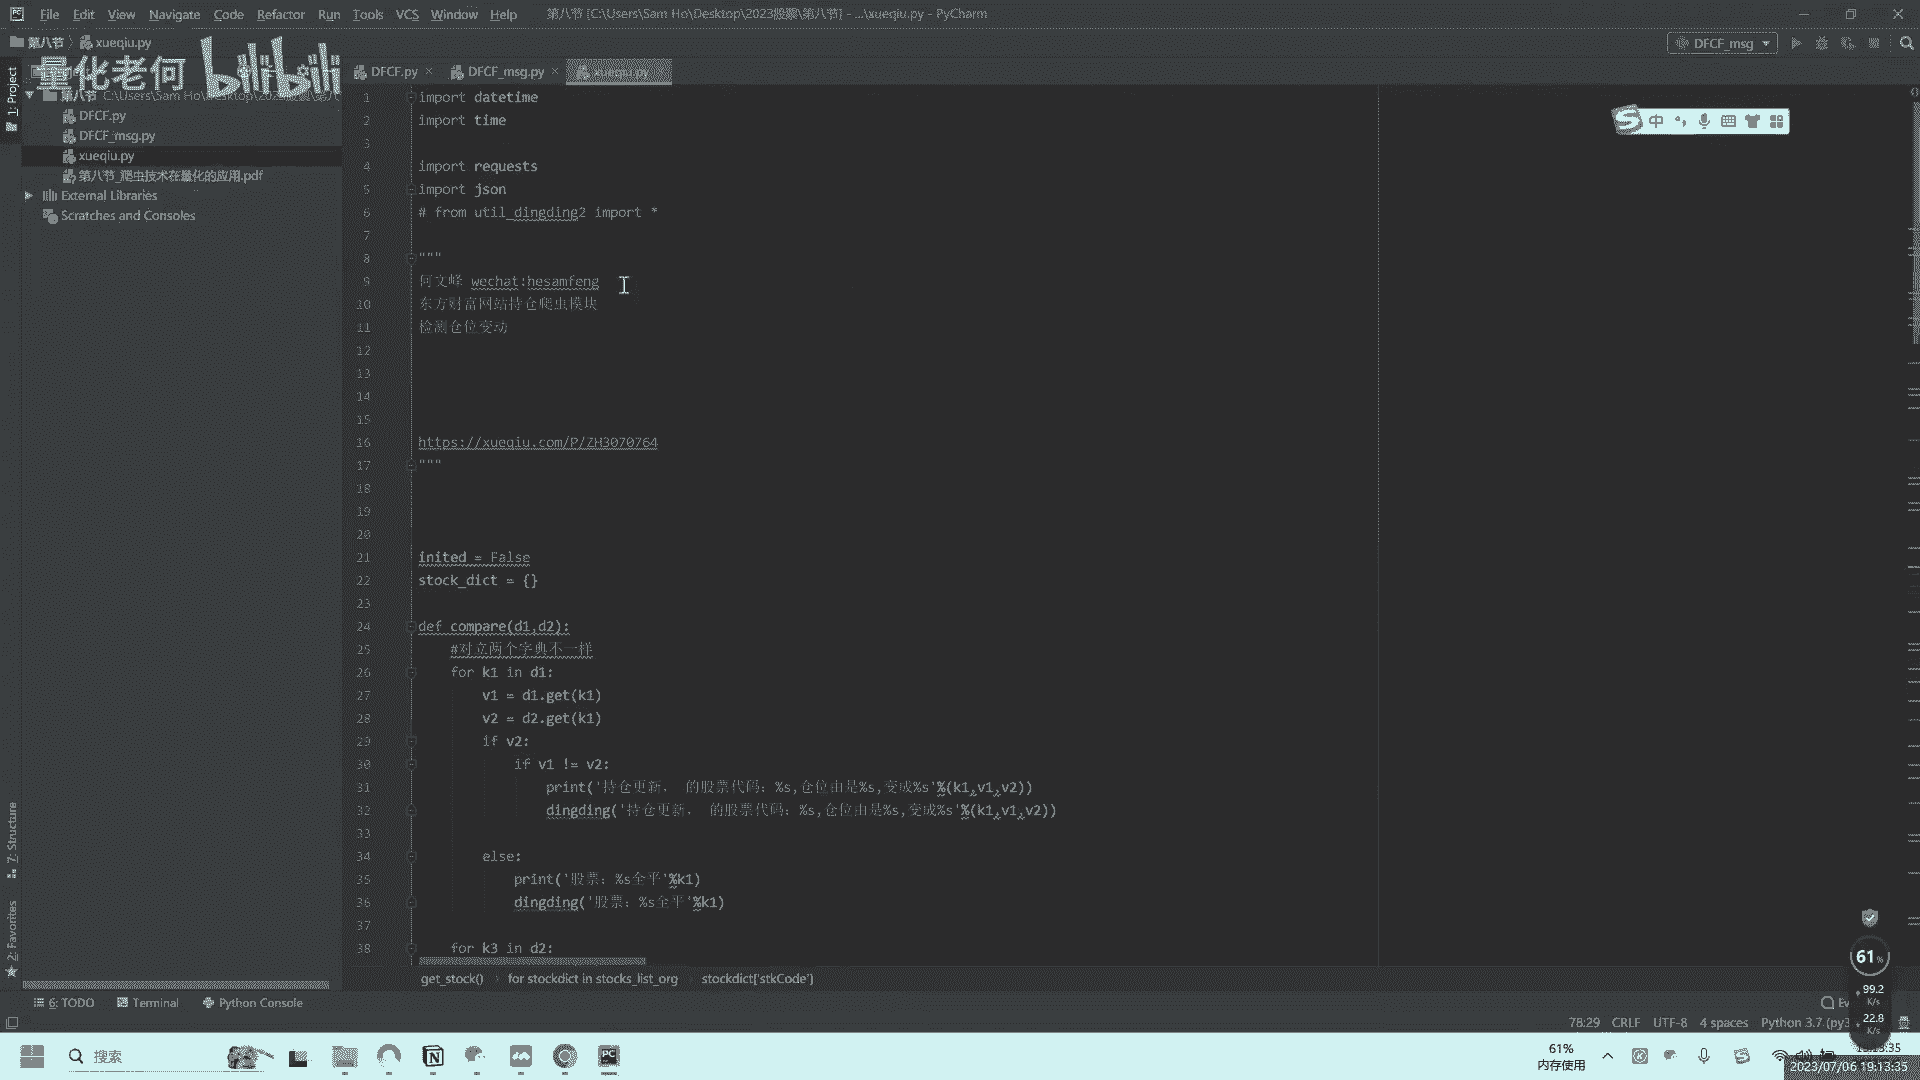 File Edit View Navigate Code Refactor Run Tools VCS Window Help 第八节 [C:\Users\Sam Ho\Desktop\2023股票\第八节] - ...\xueqiu.py - PyCharm
第八节 xueqiu.py
DFCF_msg
量化老何 bilibili
DFCF.py DFCF_msg.py xueqiu.py
1: Project
第八节 C:\Users\Sam Ho\Desktop\2023股票\第八
DFCF.py
DFCF_msg.py
xueqiu.py
第八节_爬虫技术在量化的应用.pdf
External Libraries
Scratches and Consoles
中
1 import datetime
2 import time
3
4 import requests
5 import json
6 # from util_dingding2 import *
7
8 """
9 何文峰 wechat:hesamfeng
10 东方财富网站持仓爬虫模块
11 检测仓位变动
12
13
14
15
16 https://xueqiu.com/P/ZH3070764
17 """
18
19
20
21 inited = False
22 stock_dict = {}
23
24 def compare(d1,d2):
25 #对立两个字典不一样
26 for k1 in d1:
27 v1 = d1.get(k1)
28 v2 = d2.get(k1)
29 if v2:
30 if v1 != v2:
31 print('持仓更新， 的股票代码：%s,仓位由是%s,变成%s'%(k1,v1,v2))
32 dingding('持仓更新， 的股票代码：%s,仓位由是%s,变成%s'%(k1,v1,v2))
33
34 else:
35 print('股票：%s全平'%k1)
36 dingding('股票：%s全平'%k1)
37
38 for k3 in d2:
7: Structure
2: Favorites
get_stock() for stockdict in stocks_list_org stockdict['stkCode']
61%
99.2
K/s
22.8
K/s
6: TODO Terminal Python Console
78:29 CRLF UTF-8 4 spaces Python 3.7 (py3
搜索
61%
内存使用
2023/07/06 19:13:35